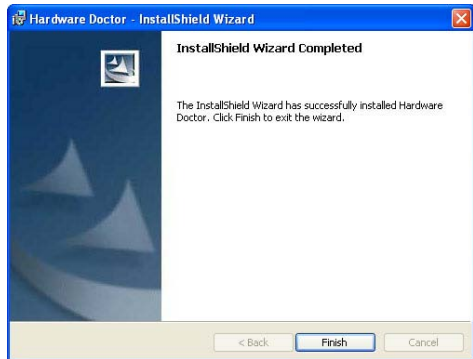 Hardware Doctor - InstallShield Wizard
InstallShield Wizard Completed
The InstallShield Wizard has successfully installed Hardware
Doctor. Click Finish to exit the wizard.
< Back
Finish
Cancel